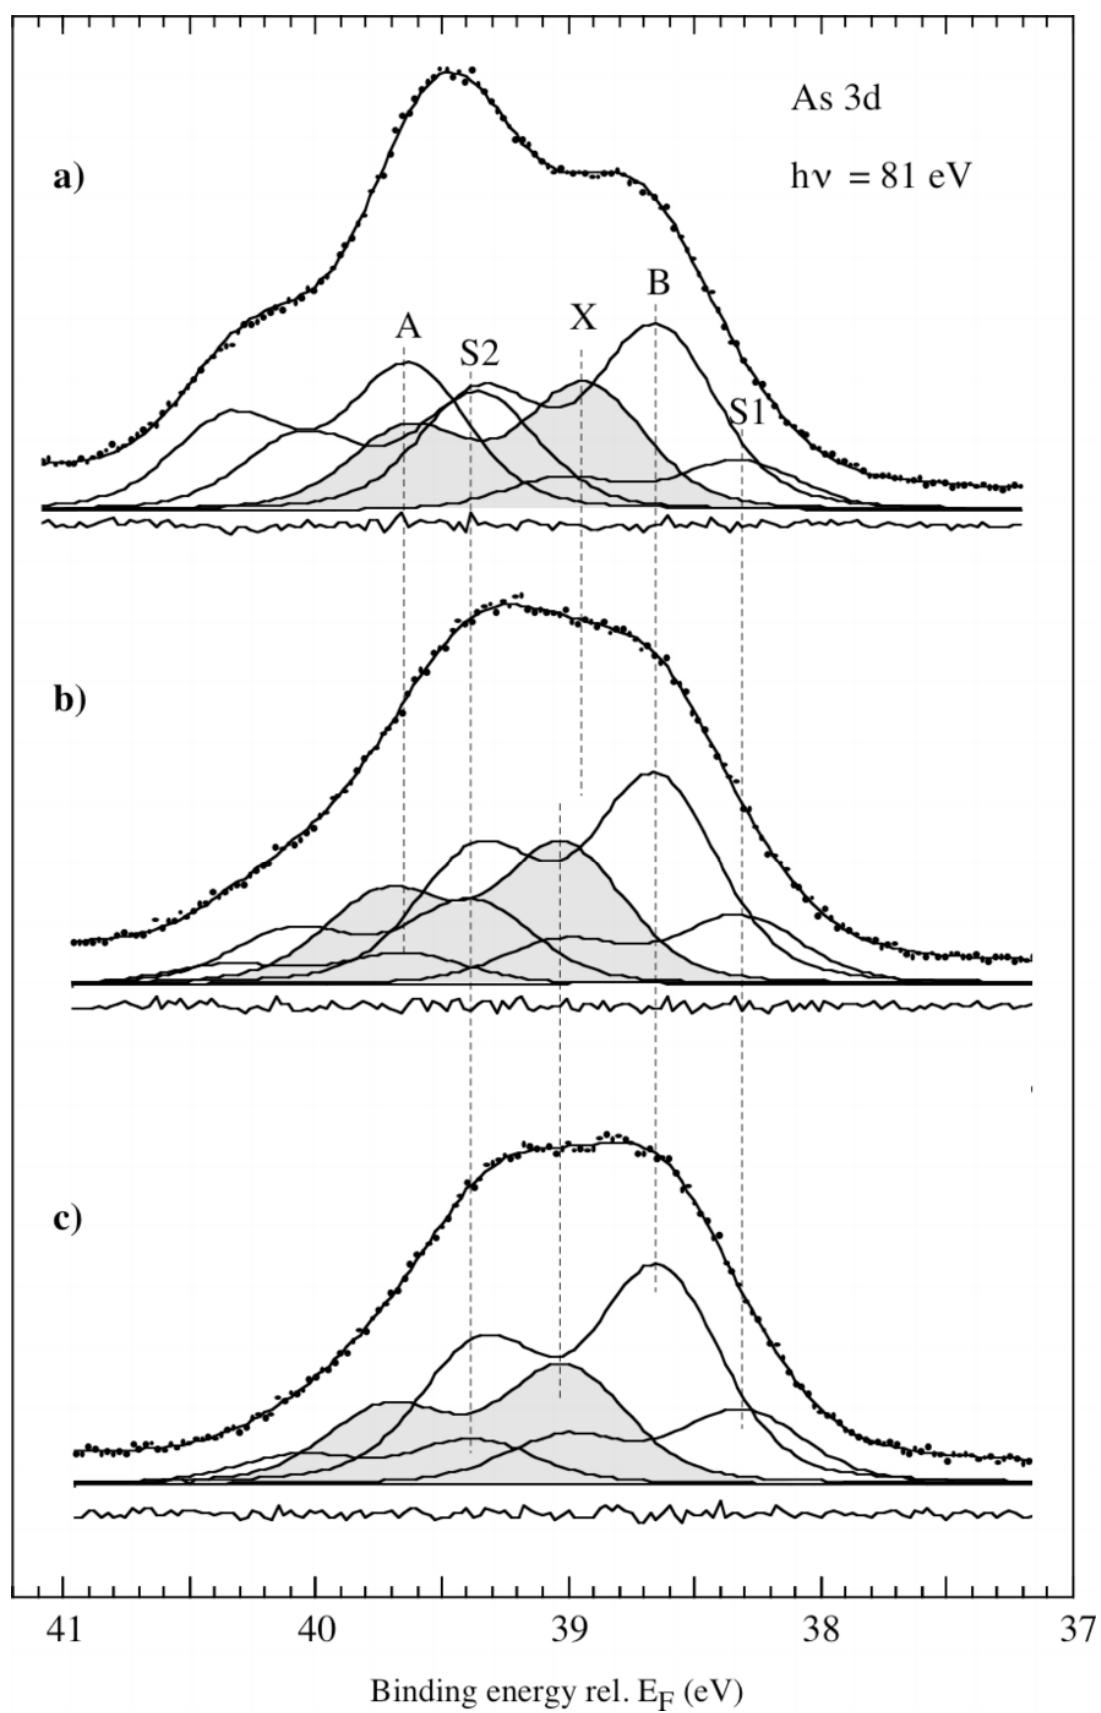 As 3d
a)
hν = 81 eV
B
X
A
S2
S1
b)
c)
41 40 39 38 37
Binding energy rel. E_F (eV)